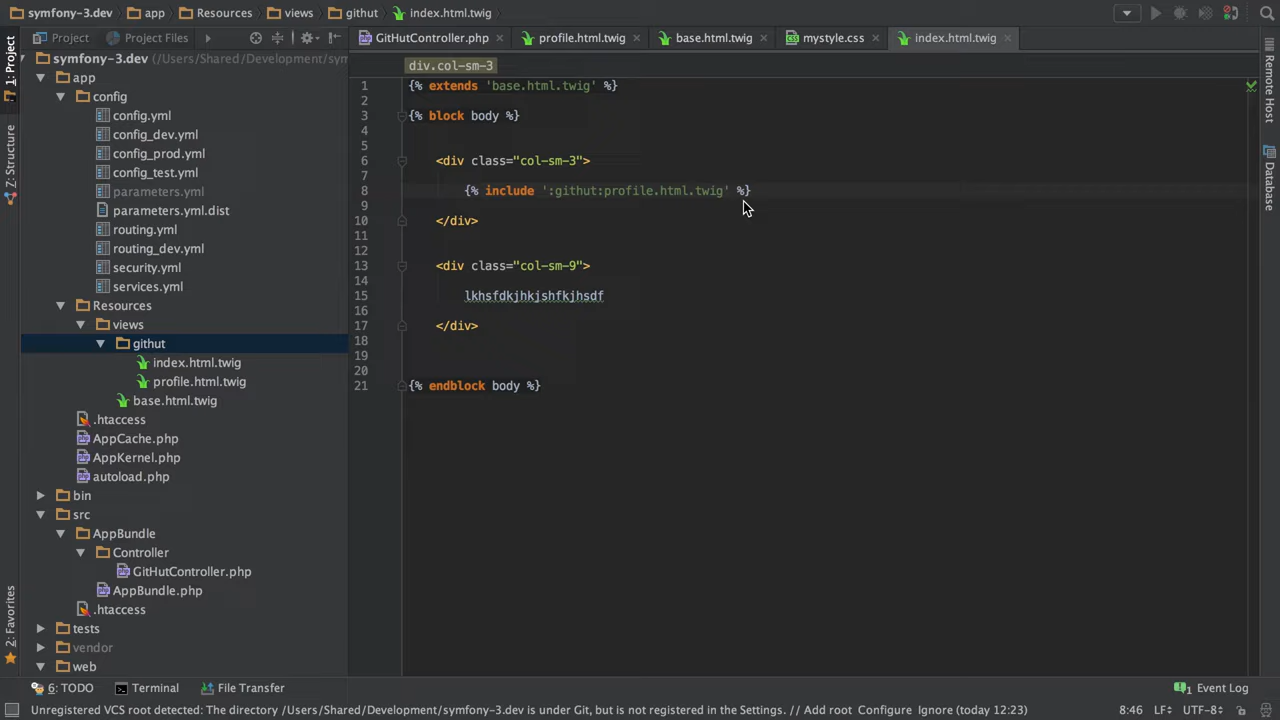 symfony-3.dev app Resources views githut index.html.twig
Project Project Files
GitHutController.php profile.html.twig base.html.twig mystyle.css index.html.twig
1: Project
Z: Structure
2: Favorites
symfony-3.dev (/Users/Shared/Development/sym
app
config
config.yml
config_dev.yml
config_prod.yml
config_test.yml
parameters.yml
parameters.yml.dist
routing.yml
routing_dev.yml
security.yml
services.yml
Resources
views
githut
index.html.twig
profile.html.twig
base.html.twig
.htaccess
AppCache.php
AppKernel.php
autoload.php
bin
src
AppBundle
Controller
GitHutController.php
AppBundle.php
.htaccess
tests
vendor
web
div.col-sm-3
1 {% extends 'base.html.twig' %}
2
3 {% block body %}
4
5
6 <div class="col-sm-3">
7
8 {% include ':githut:profile.html.twig' %}
9
10 </div>
11
12
13 <div class="col-sm-9">
14
15 lkhsfdkjhkjshfkjhsdf
16
17 </div>
18
19
20
21 {% endblock body %}
Remote Host
Database
6: TODO Terminal File Transfer 1 Event Log
Unregistered VCS root detected: The directory /Users/Shared/Development/symfony-3.dev is under Git, but is not registered in the Settings. // Add root Configure Ignore (today 12:23) 8:46 LF UTF-8